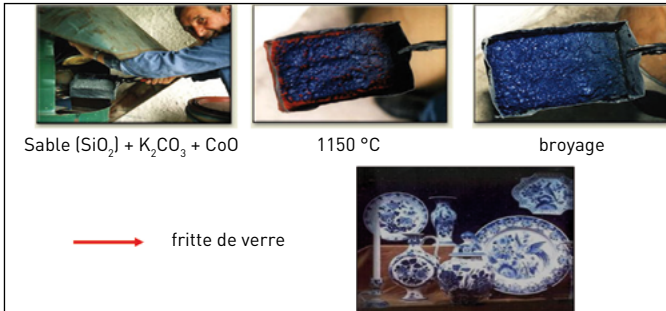 Sable (SiO₂) + K₂CO₃ + CoO
1150 °C
broyage
fritte de verre